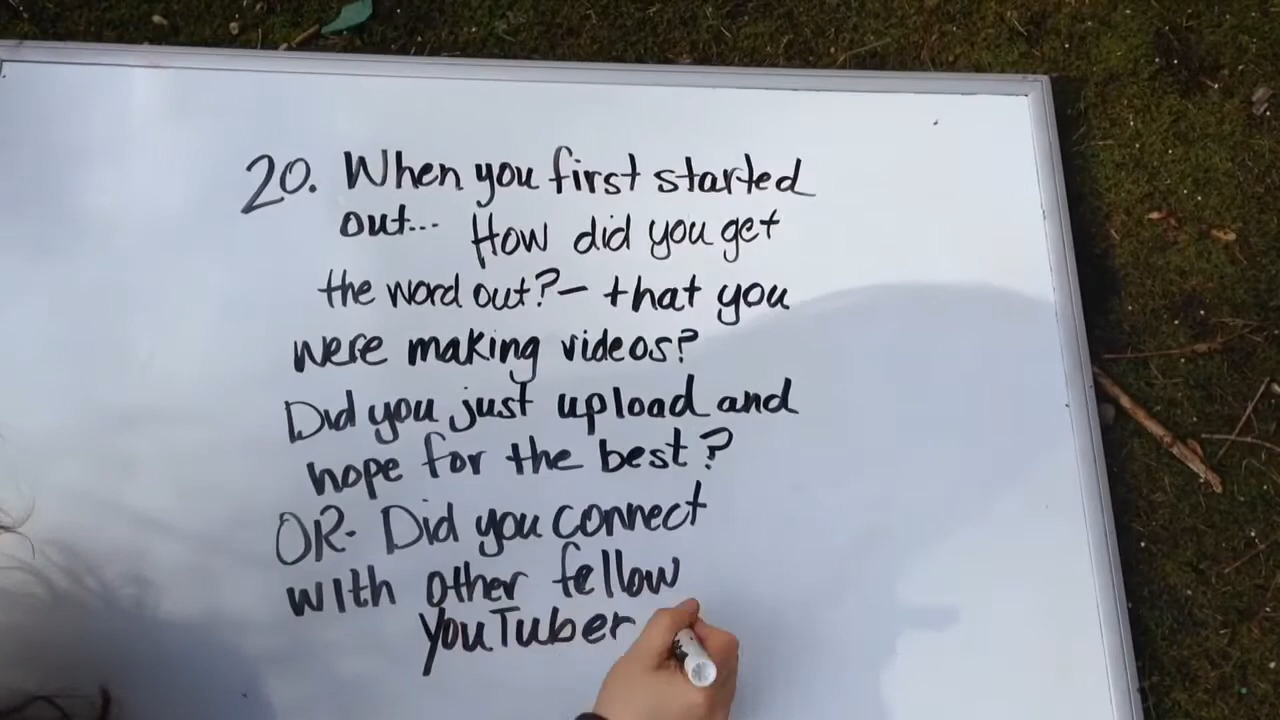 20. When you first started
out... How did you get
the word out?- that you
were making videos?
Did you just upload and
hope for the best?
OR- Did you connect
with other fellow
YouTuber